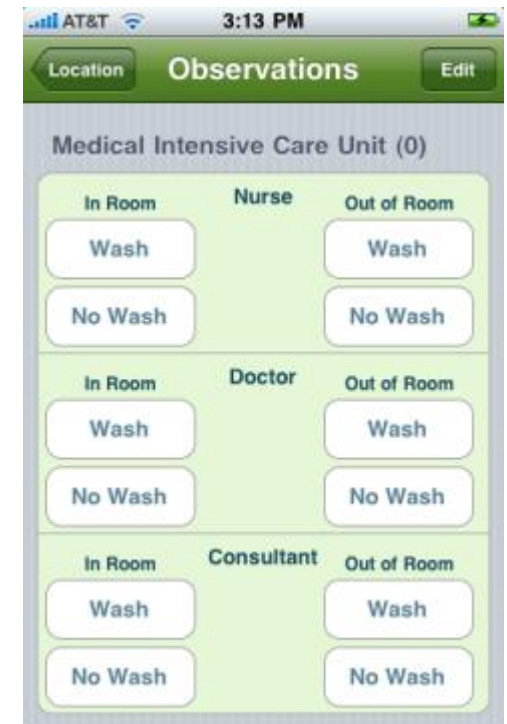 AT&T 3:13 PM
Location Observations Edit
Medical Intensive Care Unit (0)
In Room Nurse Out of Room
Wash Wash
No Wash No Wash
In Room Doctor Out of Room
Wash Wash
No Wash No Wash
In Room Consultant Out of Room
Wash Wash
No Wash No Wash